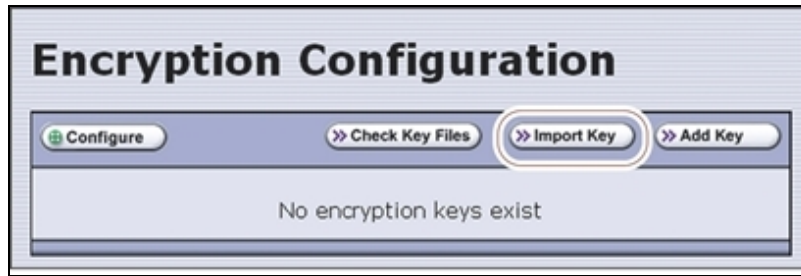 Encryption Configuration
Configure
Check Key Files
Import Key
Add Key
No encryption keys exist